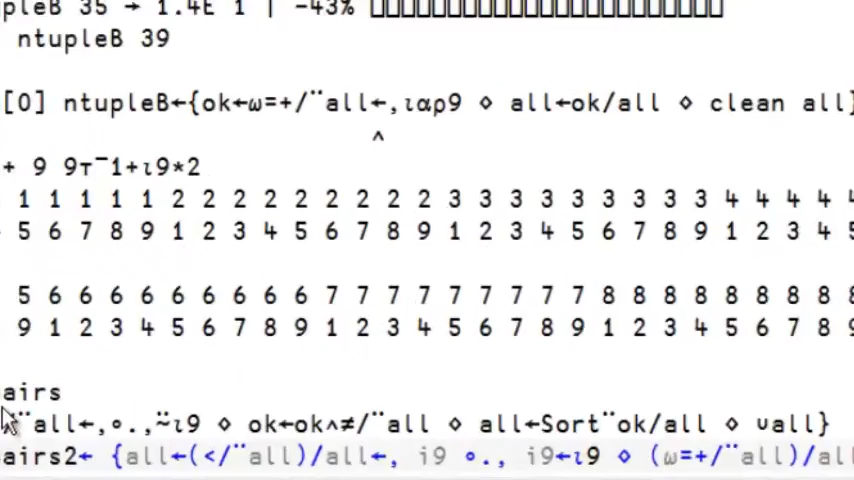 pleB 35 → 1.4E¯1 | -43% ⎕⎕⎕⎕⎕⎕⎕⎕⎕⎕⎕⎕⎕⎕⎕⎕⎕⎕⎕⎕⎕⎕⎕
ntupleB 39
[0] ntupleB←{ok←⍵=+/¨all←,⍳⍺⍴9 ⋄ all←ok/all ⋄ clean all}
^
+ 9 9⊤¯1+⍳9*2
1 1 1 1 1 2 2 2 2 2 2 2 2 2 3 3 3 3 3 3 3 3 3 4 4 4 4 4
5 6 7 8 9 1 2 3 4 5 6 7 8 9 1 2 3 4 5 6 7 8 9 1 2 3 4 5
5 6 6 6 6 6 6 6 6 6 7 7 7 7 7 7 7 7 7 8 8 8 8 8 8 8 8 8
9 1 2 3 4 5 6 7 8 9 1 2 3 4 5 6 7 8 9 1 2 3 4 5 6 7 8 9
airs
¨all←,∘.,⍨⍳9 ⋄ ok←ok∧≠/¨all ⋄ all←Sort¨ok/all ⋄ ∪all}
airs2← {all←(</¨all)/all←, i9 ∘., i9←⍳9 ⋄ (⍵=+/¨all)/all